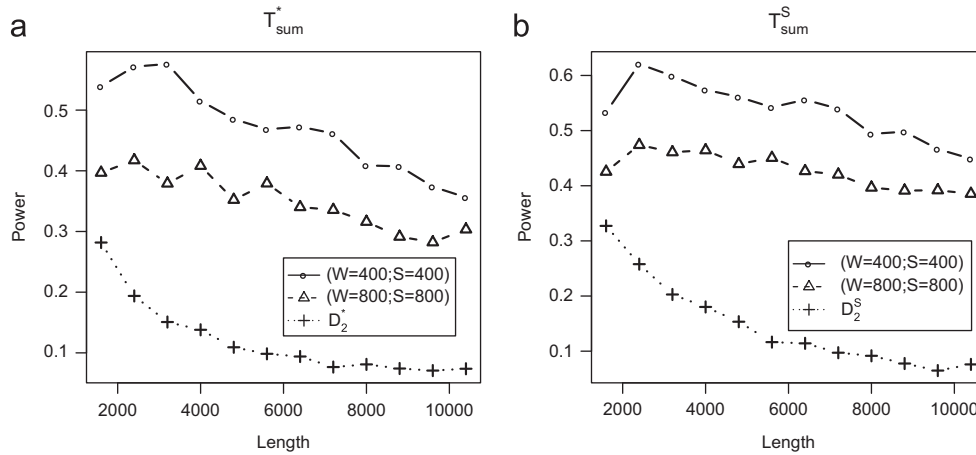 a
T*sum
Power
0.5
0.4
0.3
0.2
0.1
(W=400;S=400)
(W=800;S=800)
D*2
2000 4000 6000 8000 10000
Length
b
TSsum
Power
0.6
0.5
0.4
0.3
0.2
0.1
(W=400;S=400)
(W=800;S=800)
DS2
2000 4000 6000 8000 10000
Length